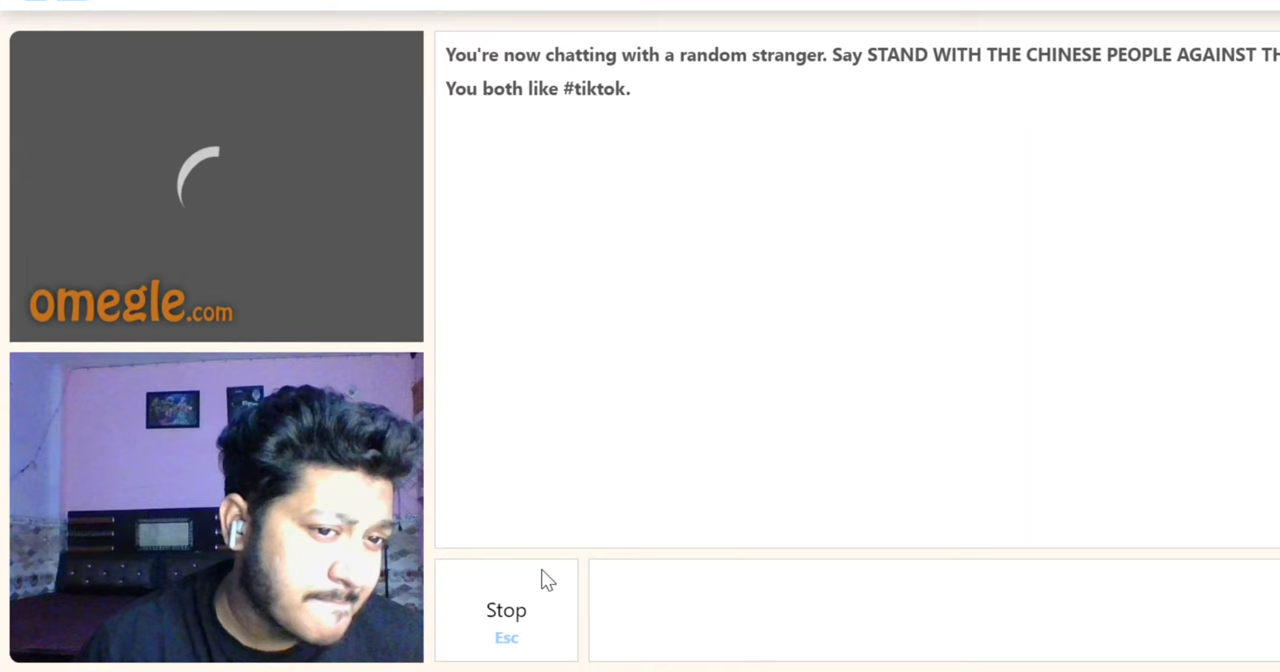 You're now chatting with a random stranger. Say STAND WITH THE CHINESE PEOPLE AGAINST
You both like #tiktok.
omegle.com
Stop
Esc